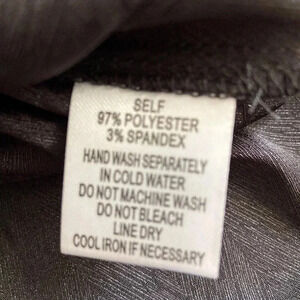 SELF
97% POLYESTER
3% SPANDEX
HAND WASH SEPARATELY
IN COLD WATER
DO NOT MACHINE WASH
DO NOT BLEACH
LINE DRY
COOL IRON IF NECESSARY